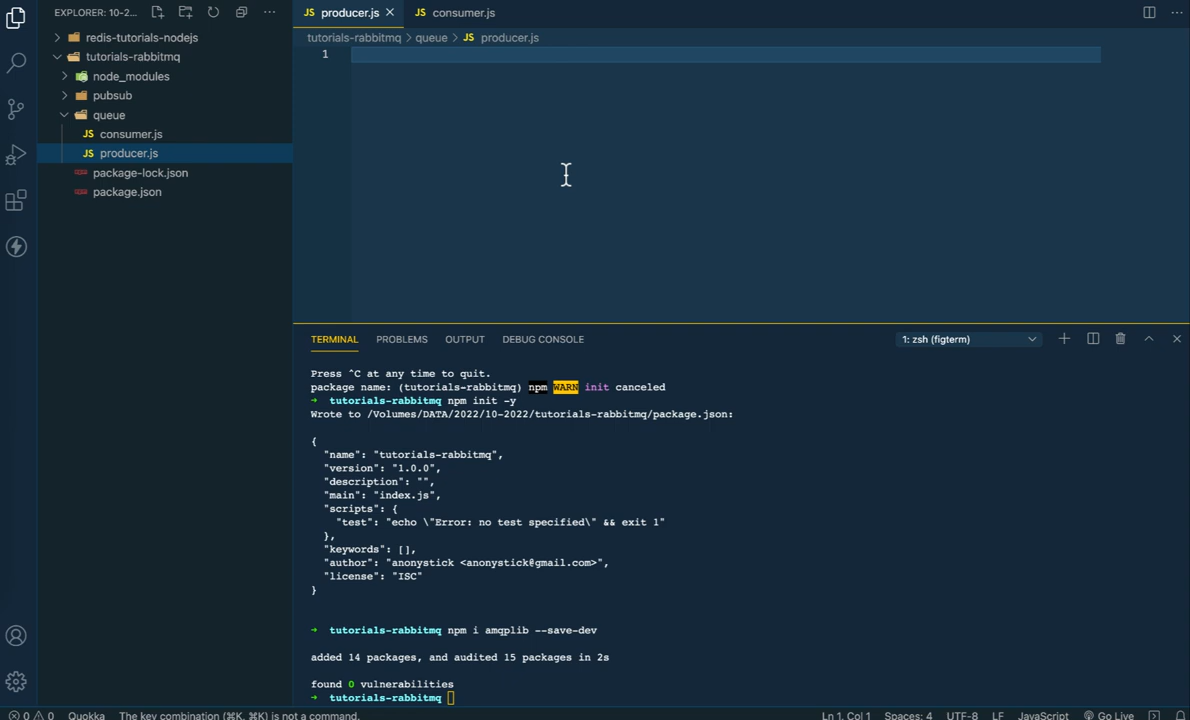 EXPLORER: 10-2...
redis-tutorials-nodejs
tutorials-rabbitmq
node_modules
pubsub
queue
JS consumer.js
JS producer.js
package-lock.json
package.json
JS producer.js
JS consumer.js
tutorials-rabbitmq > queue > JS producer.js
1
TERMINAL PROBLEMS OUTPUT DEBUG CONSOLE
1: zsh (figterm)
Press ^C at any time to quit.
package name: (tutorials-rabbitmq) npm WARN init canceled
→ tutorials-rabbitmq npm init -y
Wrote to /Volumes/DATA/2022/10-2022/tutorials-rabbitmq/package.json:
{
"name": "tutorials-rabbitmq",
"version": "1.0.0",
"description": "",
"main": "index.js",
"scripts": {
"test": "echo \"Error: no test specified\" && exit 1"
},
"keywords": [],
"author": "anonystick <anonystick@gmail.com>",
"license": "ISC"
}
→ tutorials-rabbitmq npm i amqplib --save-dev
added 14 packages, and audited 15 packages in 2s
found 0 vulnerabilities
→ tutorials-rabbitmq
0 0 Quokka The key combination (⌘K, ⌘K) is not a command. Ln 1, Col 1 Spaces: 4 UTF-8 LF JavaScript Go Live